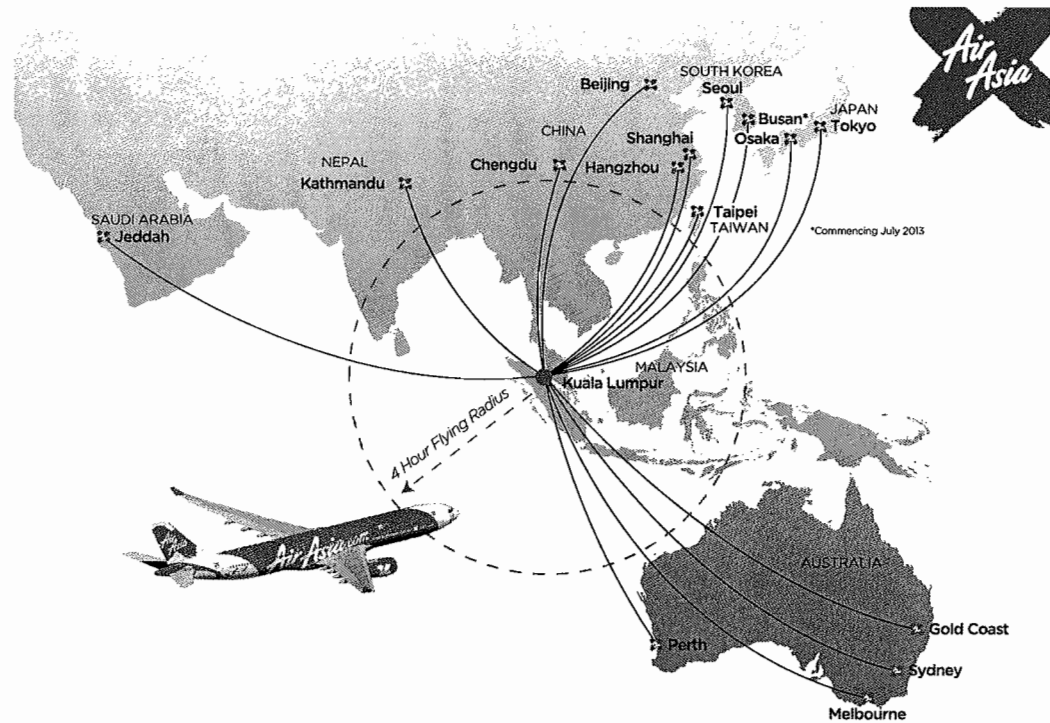 Air
Asia
Beijing
SOUTH KOREA
Seoul
JAPAN
Busan*
Tokyo
Osaka
CHINA
Shanghai
Hangzhou
Chengdu
NEPAL
Kathmandu
Taipei
TAIWAN
SAUDI ARABIA
Jeddah
*Commencing July 2013
MALAYSIA
Kuala Lumpur
4 Hour Flying Radius
AirAsia.com
AUSTRALIA
Gold Coast
Perth
Sydney
Melbourne